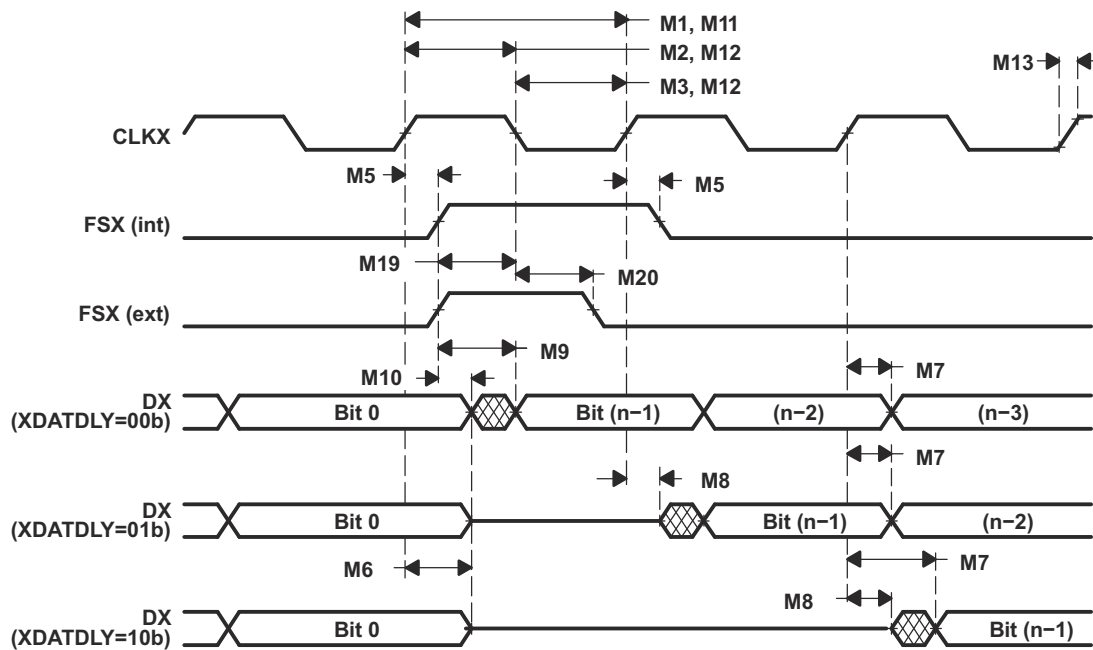 M1, M11
M2, M12
M13
M3, M12
CLKX
M5
M5
FSX (int)
M19
M20
FSX (ext)
M9
M10
M7
DX
(XDATDLY=00b)
Bit 0
Bit (n−1)
(n−2)
(n−3)
M7
M8
DX
(XDATDLY=01b)
Bit 0
Bit (n−1)
(n−2)
M6
M7
M8
DX
(XDATDLY=10b)
Bit 0
Bit (n−1)